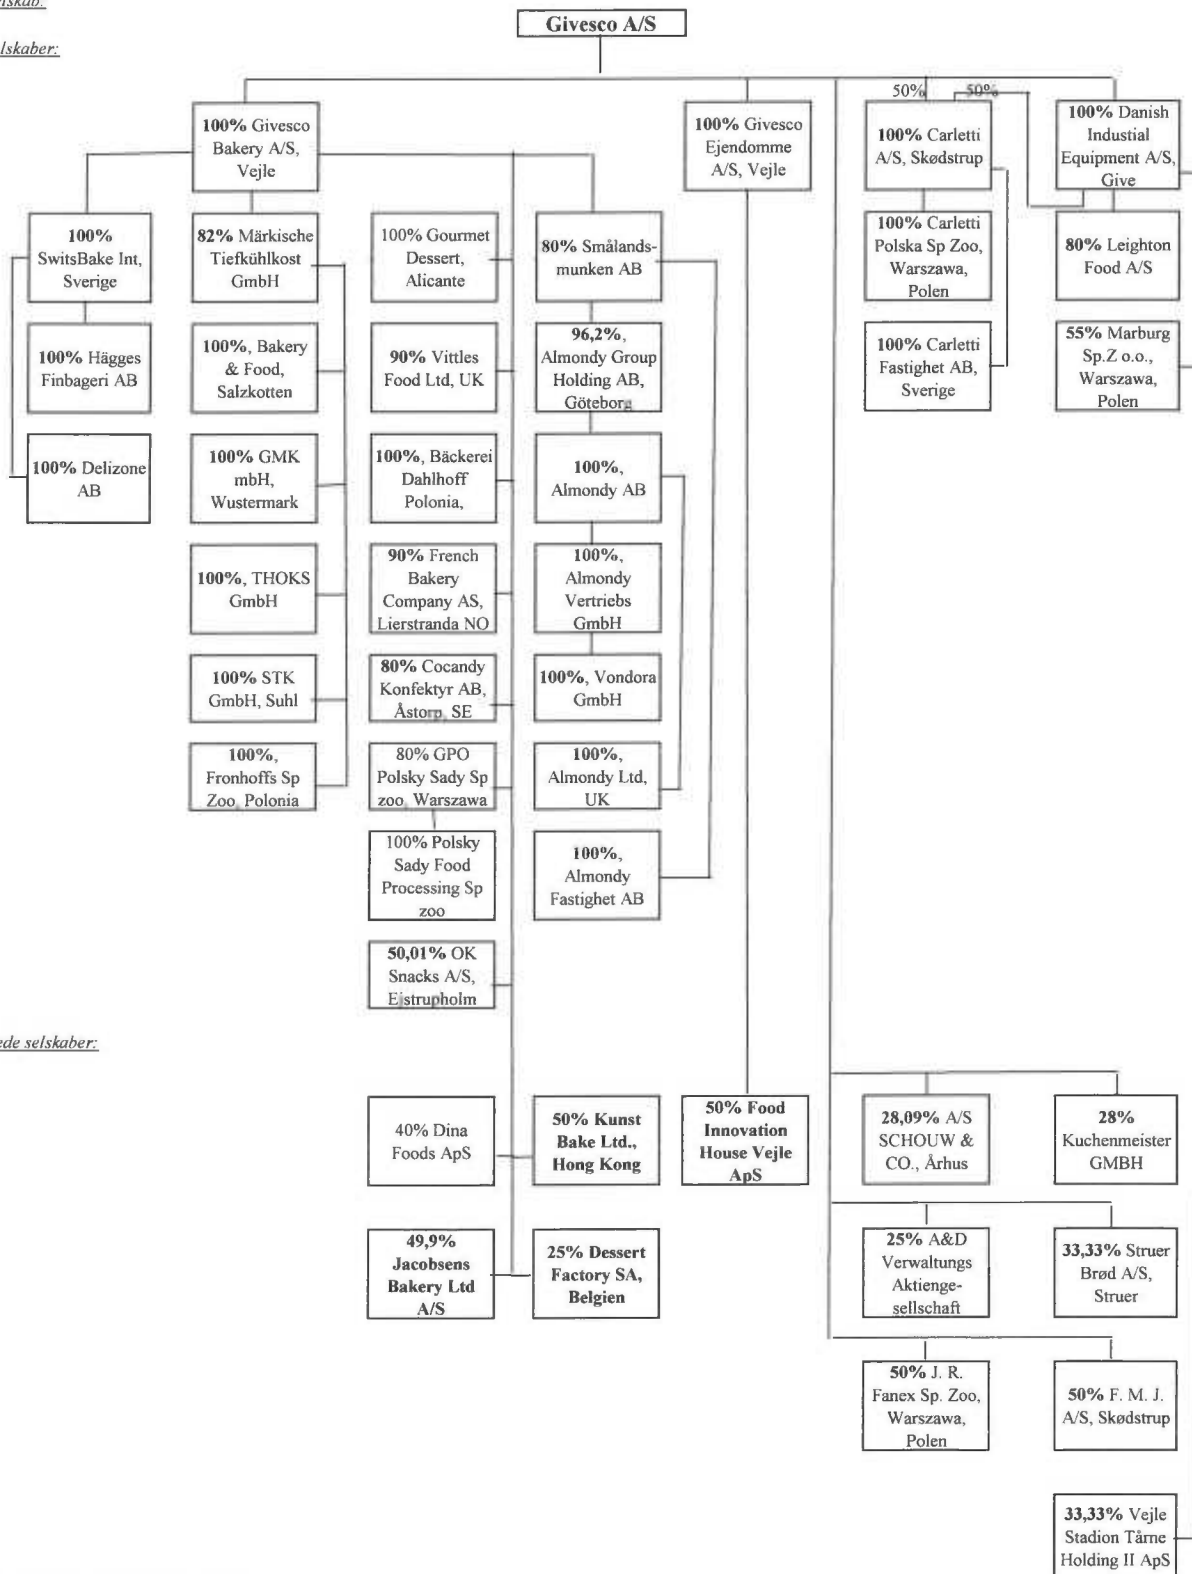 Givesco A/S
lskaber:
50%
50%
100% Givesco
Bakery A/S,
Vejle
100% Givesco
Ejendomme
A/S, Vejle
100% Carletti
A/S, Skødstrup
100% Danish
Industial
Equipment A/S,
Give
100%
SwitsBake Int,
Sverige
82% Märkische
Tiefkühlkost
GmbH
100% Gourmet
Dessert,
Alicante
80% Smålands-
munken AB
100% Carletti
Polska Sp Zoo,
Warszawa,
Polen
80% Leighton
Food A/S
100% Hägges
Finbageri AB
100%, Bakery
& Food,
Salzkotten
90% Vittles
Food Ltd, UK
96,2%,
Almondy Group
Holding AB,
Göteborg
100% Carletti
Fastighet AB,
Sverige
55% Marburg
Sp.Z o.o.,
Warszawa,
Polen
100% Delizone
AB
100% GMK
mbH,
Wustermark
100%, Bäckerei
Dahlhoff
Polonia,
100%,
Almondy AB
100%, THOKS
GmbH
90% French
Bakery
Company AS,
Lierstranda NO
100%,
Almondy
Vertriebs
GmbH
100% STK
GmbH, Suhl
80% Cocandy
Konfektyr AB,
Åstorp, SE
100%, Vondora
GmbH
100%,
Fronhoffs Sp
Zoo, Polonia
80% GPO
Polsky Sady Sp
zoo, Warszawa
100%,
Almondy Ltd,
UK
100% Polsky
Sady Food
Processing Sp
zoo
100%,
Almondy
Fastighet AB
50,01% OK
Snacks A/S,
Ejstrupholm
ede selskaber:
40% Dina
Foods ApS
50% Kunst
Bake Ltd.,
Hong Kong
50% Food
Innovation
House Vejle
ApS
28,09% A/S
SCHOUW &
CO., Århus
28%
Kuchenmeister
GMBH
49,9%
Jacobsens
Bakery Ltd
A/S
25% Dessert
Factory SA,
Belgien
25% A&D
Verwaltungs
Aktienge-
sellschaft
33,33% Struer
Brød A/S,
Struer
50% J. R.
Fanex Sp. Zoo,
Warszawa,
Polen
50% F. M. J.
A/S, Skødstrup
33,33% Vejle
Stadion Tårne
Holding II ApS